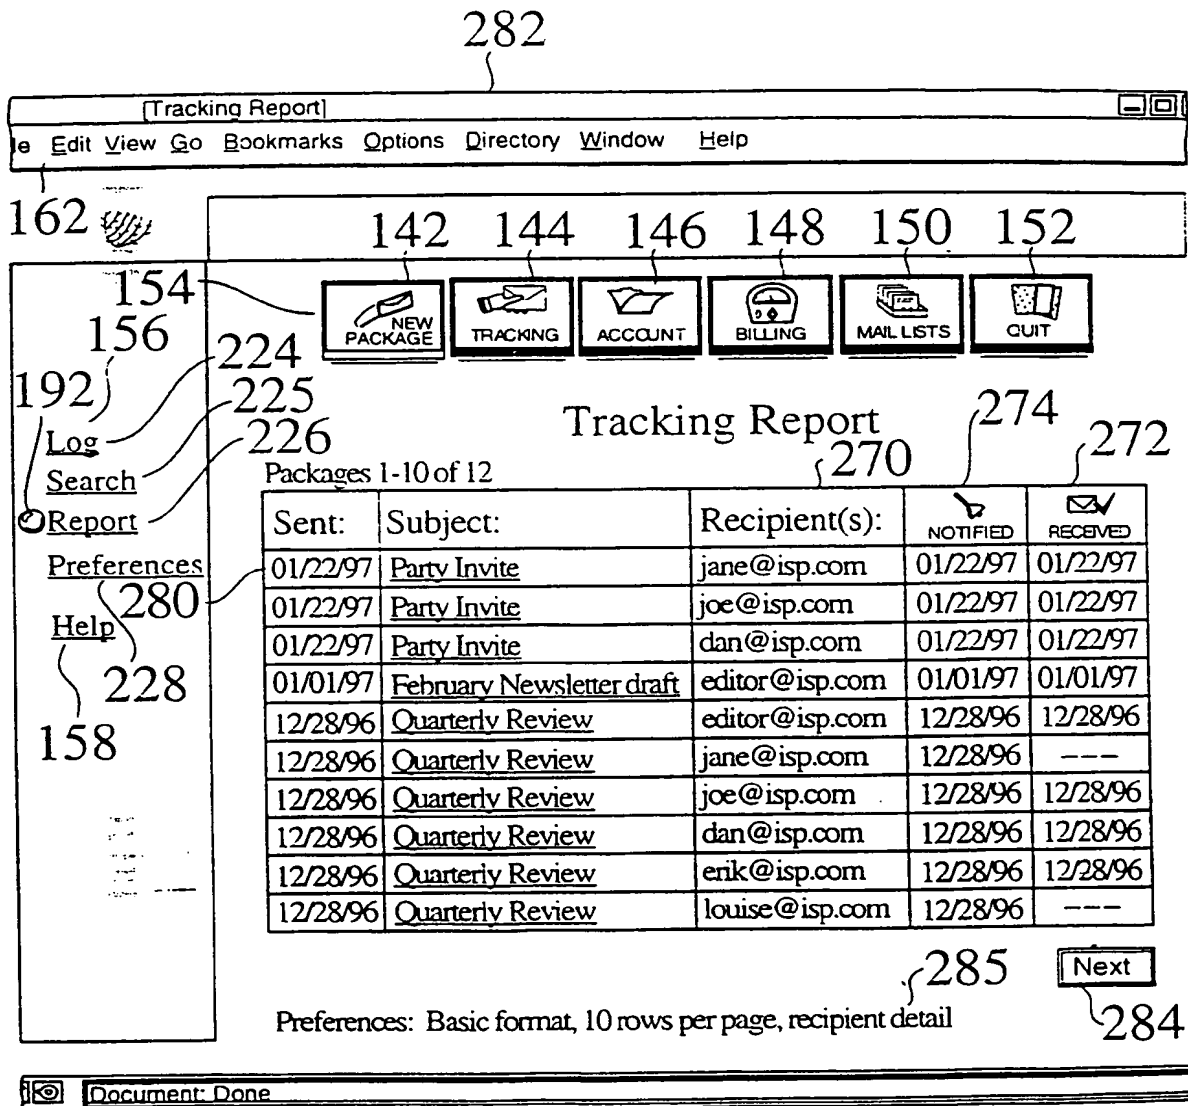 282
[Tracking Report]
le Edit View Go Bookmarks Options Directory Window Help
162 142 144 146 148 150 152
154
NEW PACKAGE TRACKING ACCOUNT BILLING MAIL LISTS QUIT
156
224
192 225
226
Log
Search
Report
Preferences
280
Help
228
158
Tracking Report
274
272
270
Packages 1-10 of 12
Sent: Subject: Recipient(s): NOTIFIED RECEIVED
01/22/97 Party Invite jane@isp.com 01/22/97 01/22/97
01/22/97 Party Invite joe@isp.com 01/22/97 01/22/97
01/22/97 Party Invite dan@isp.com 01/22/97 01/22/97
01/01/97 February Newsletter draft editor@isp.com 01/01/97 01/01/97
12/28/96 Quarterly Review editor@isp.com 12/28/96 12/28/96
12/28/96 Quarterly Review jane@isp.com 12/28/96 ---
12/28/96 Quarterly Review joe@isp.com 12/28/96 12/28/96
12/28/96 Quarterly Review dan@isp.com 12/28/96 12/28/96
12/28/96 Quarterly Review erik@isp.com 12/28/96 12/28/96
12/28/96 Quarterly Review louise@isp.com 12/28/96 ---
285
Next
284
Preferences: Basic format, 10 rows per page, recipient detail
Document: Done